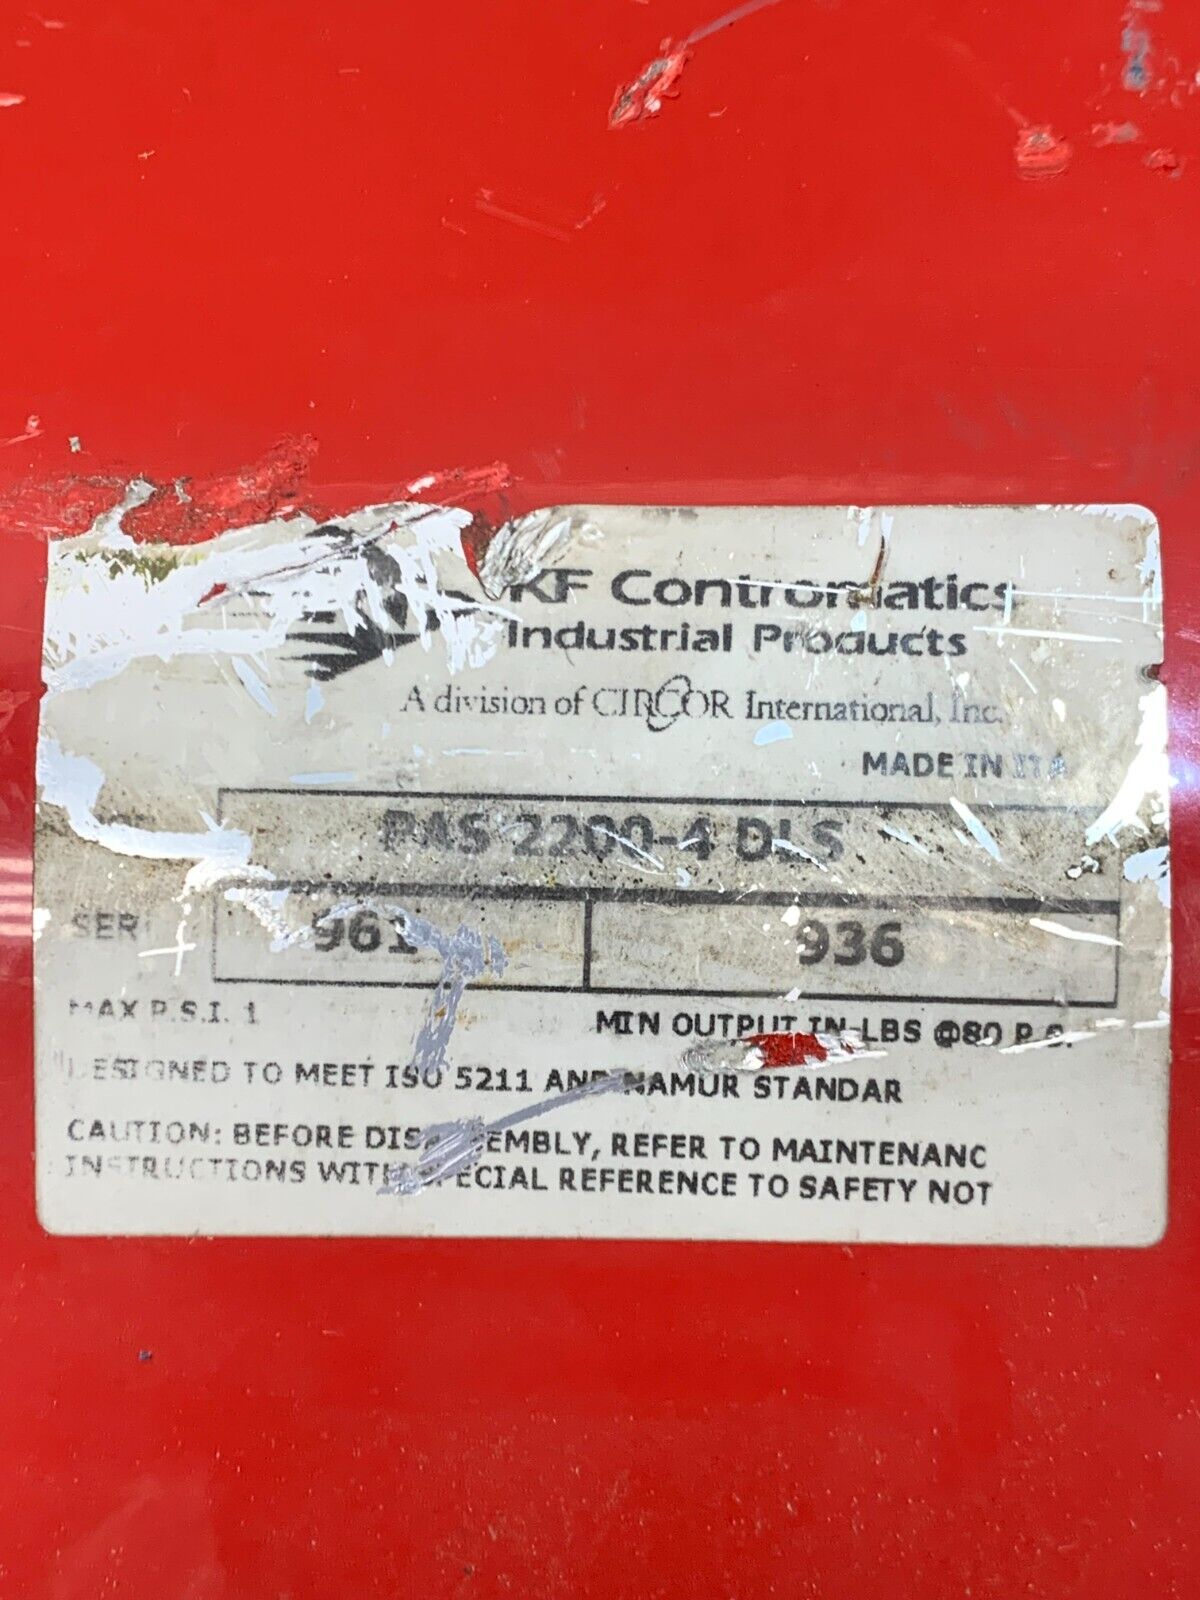 KF Contromatics
Industrial Products
A division of CIRCOR International, Inc.
MADE IN ITA
PAS 2200-4 DLS
SER 961 936
MAX P.S.I. 1 MIN OUTPUT IN-LBS @80 P.S.
DESIGNED TO MEET ISO 5211 AND NAMUR STANDAR
CAUTION: BEFORE DISASSEMBLY, REFER TO MAINTENANC
INSTRUCTIONS WITH SPECIAL REFERENCE TO SAFETY NOT